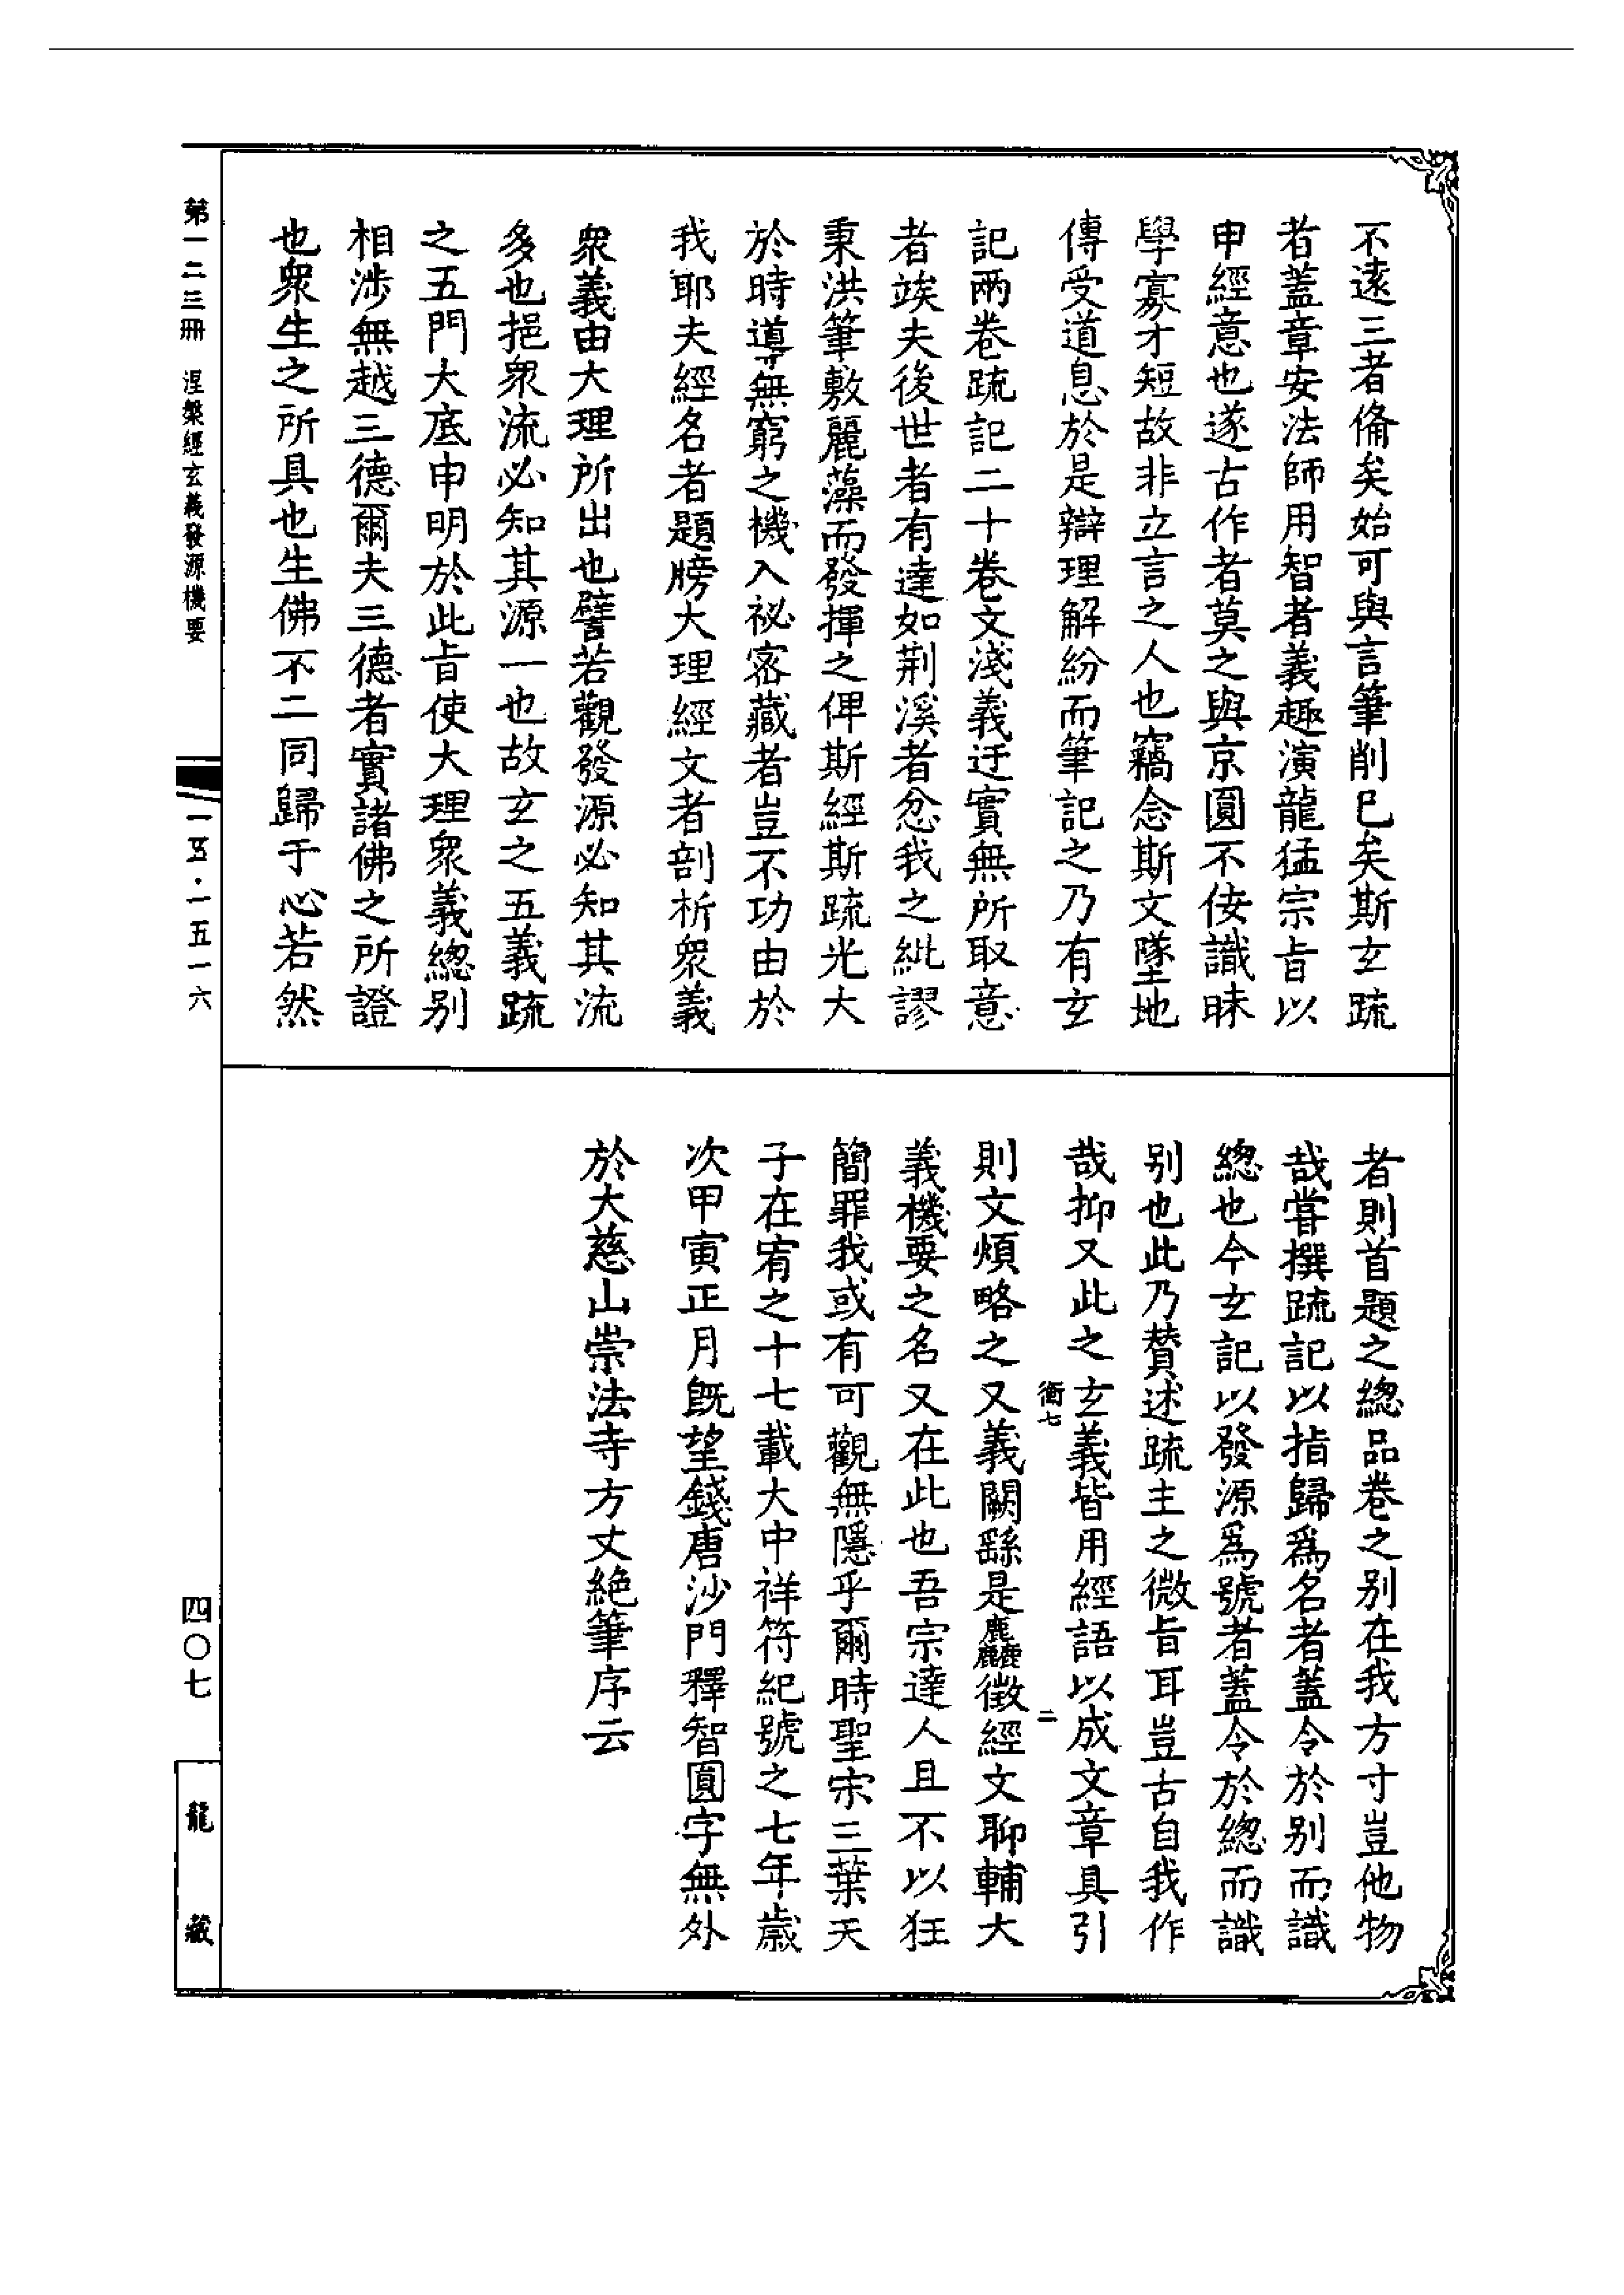 不遠三者備矣始可與言筆削已矣斯玄䟽
者蓋章安法師用智者義趣演龍猛宗旨以
申經意也遂古作者莫之與京圓不佞識昧
學寡才短故非立言之人也竊念斯文墜地
傳受道息於是辯理解紛而筆記之乃有玄
記兩卷䟽記二十卷文淺義迂實無所取意
者竢夫後世者有達如荆溪者忿我之紕謬
秉洪筆敷麗藻而發揮之俾斯經斯䟽光大
於時導無窮之機入祕密藏者豈不功由於
我耶夫經名者題牓大理經文者剖析衆義
衆義由大理所出也譬若觀發源必知其流
多也挹衆流必知其源一也故玄之五義䟽
之五門大底申明於此旨使大理衆義總别
相涉無越三德爾夫三德者實諸佛之所證
也衆生之所具也生佛不二同歸于心若然
者則首題之總品卷之别在我方寸豈他物
哉甞撰䟽記以指歸爲名者蓋令於别而識
總也今玄記以發源爲號者蓋令於總而識
别也此乃賛述䟽主之微旨耳豈古自我作
哉抑又此之玄義皆用經語以成文章具引
衡七 二
則文煩略之又義闕繇是麤徵經文聊輔大
義機要之名又在此也吾宗達人且不以狂
簡罪我或有可觀無隱乎爾時聖宋三葉天
子在宥之十七載大中祥符紀號之七年歲
次甲寅正月旣望錢唐沙門釋智圓字無外
於大慈山崇法寺方丈絶筆序云
第一二三冊 涅槃經玄義發源機要
一五·一五一六
四〇七
龍藏